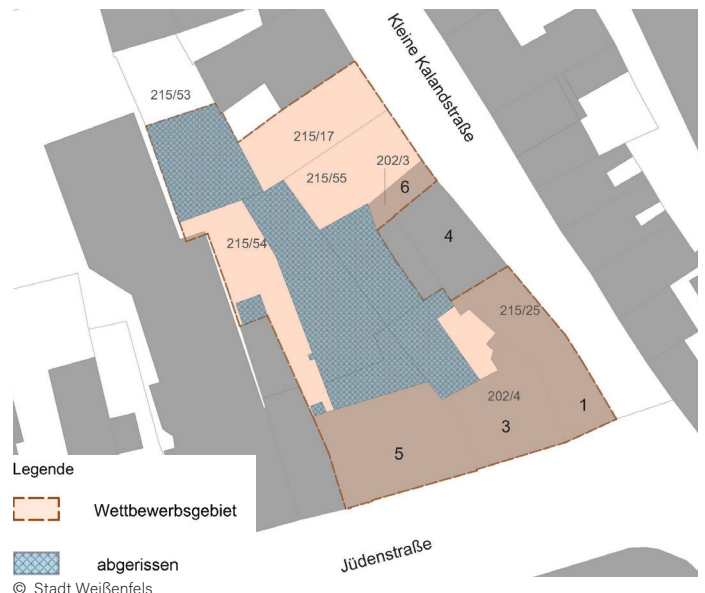 Kleine Kalandstraße
215/53
215/17
202/3
215/55
6
4
215/54
215/25
202/4
1
3
5
Legende
Wettbewerbsgebiet
abgerissen
Jüdenstraße
© Stadt Weißenfels